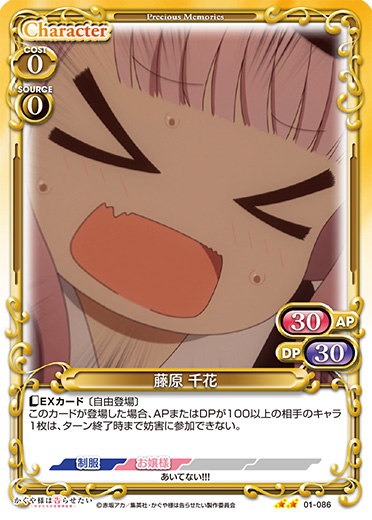 Precious Memories
Character
COST
0
SOURCE
0
30 AP
DP 30
藤原 千花
EXカード [自由登場]
このカードが登場した場合、APまたはDPが100以上の相手のキャラ
1枚は、ターン終了時まで妨害に参加できない。
制服 お嬢様
あいてない!!!
かぐや様は告らせたい
©赤坂アカ/集英社・かぐや様は告らせたい製作委員会
01-086